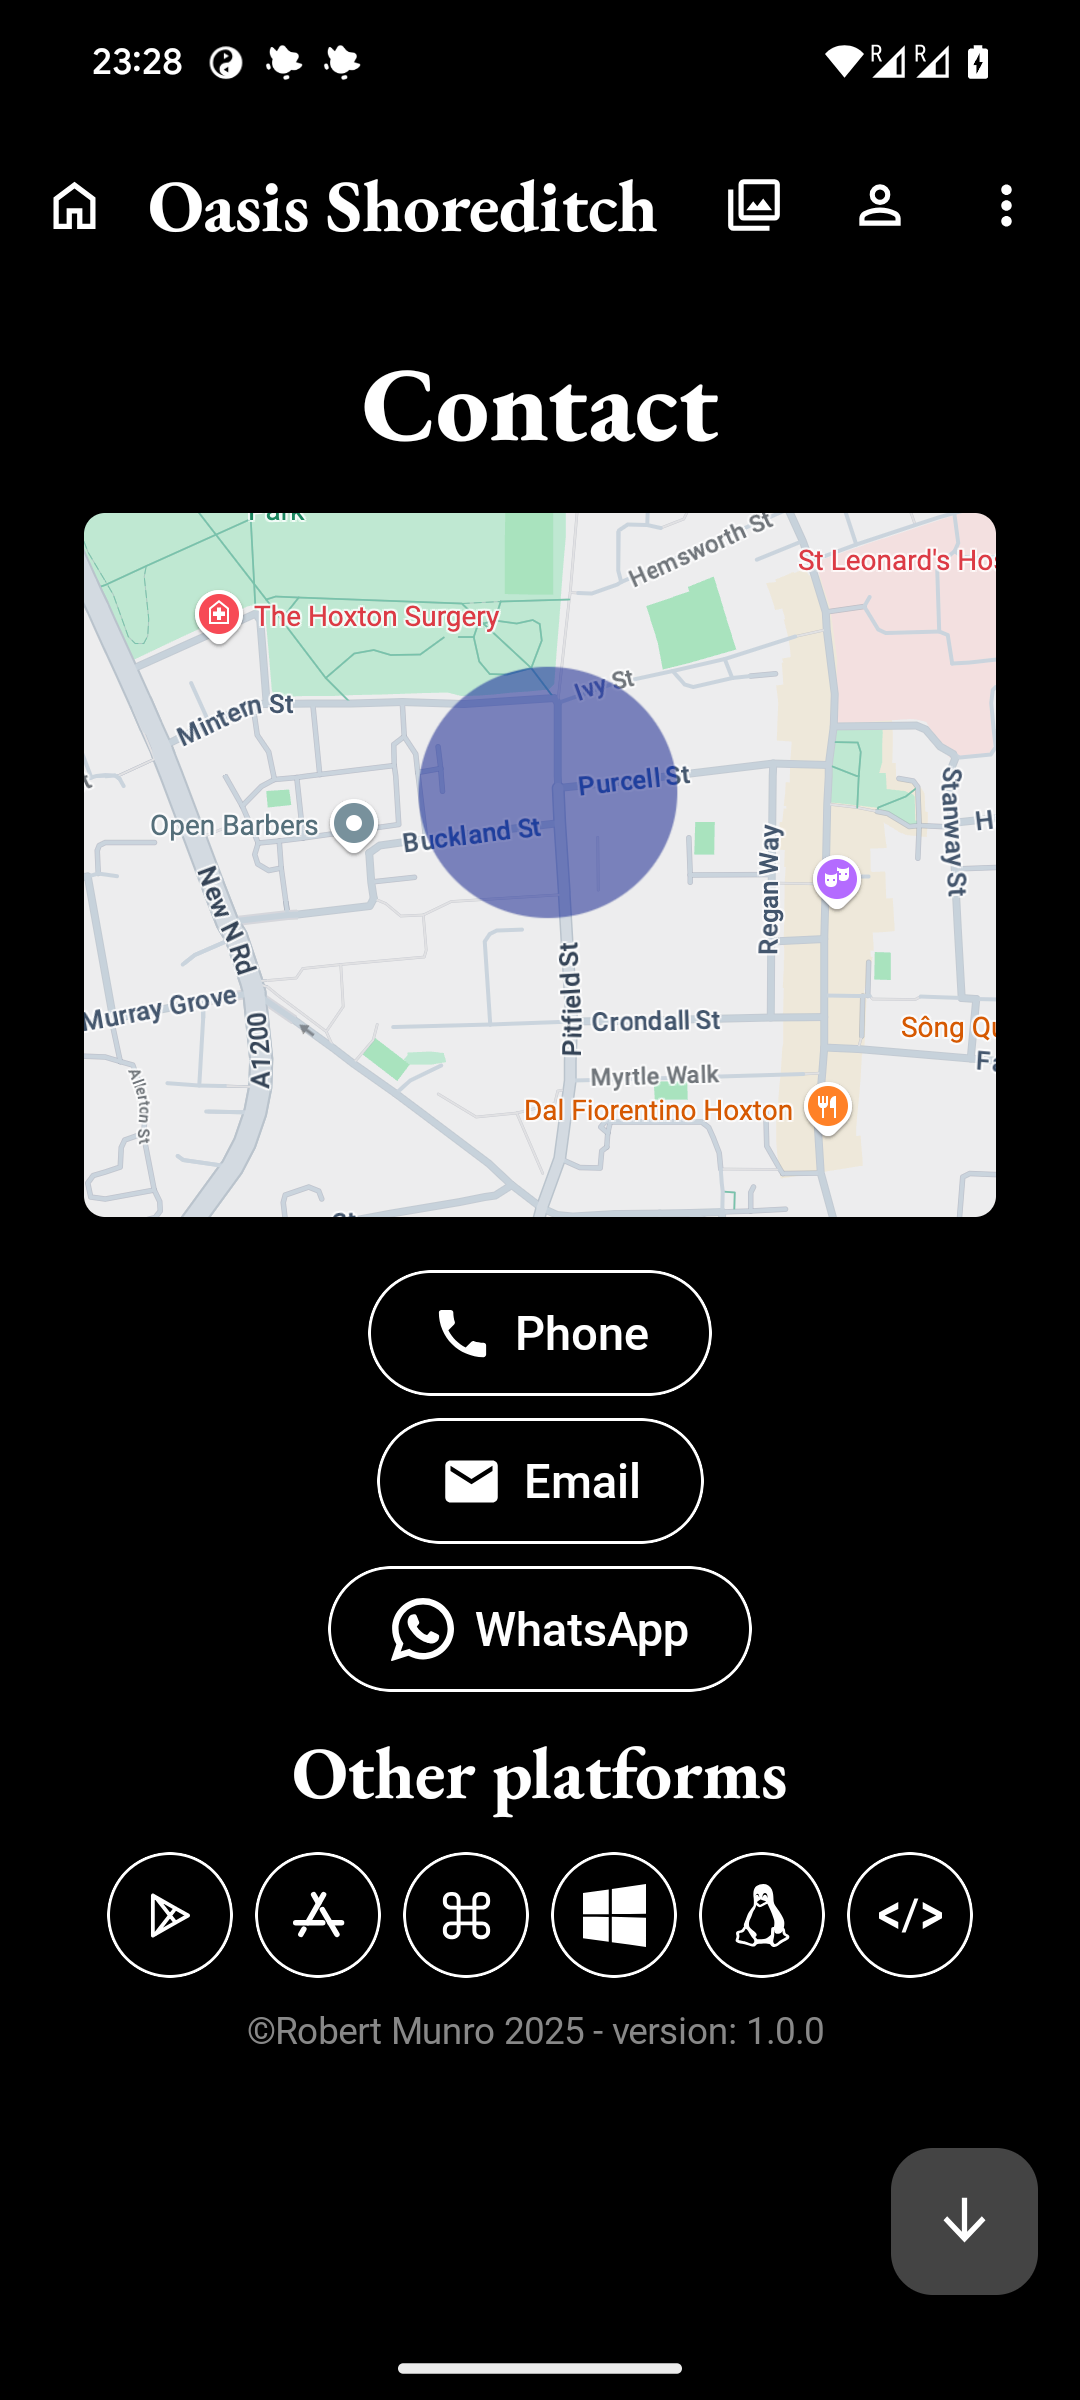 23:28
R R
Oasis Shoreditch
Contact
Park
Hemsworth St
St Leonard's Hos
The Hoxton Surgery
Ivy St
Mintern St
Purcell St
Stanway St
Open Barbers
Buckland St
H
Regan Way
New N Rd
Pitfield St
Murray Grove
A1200
Crondall St
Sông Qu
Fa
Allerton St
Myrtle Walk
Dal Fiorentino Hoxton
St
Phone
Email
WhatsApp
Other platforms
</>
©Robert Munro 2025 - version: 1.0.0